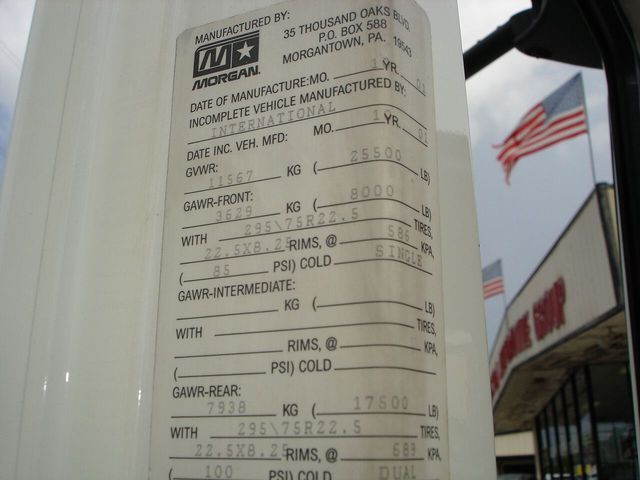 MANUFACTURED BY:
35 THOUSAND OAKS BLVD.
P.O. BOX 588
MORGANTOWN, PA. 19543
MORGAN
DATE OF MANUFACTURE: MO. YR. 01
INCOMPLETE VEHICLE MANUFACTURED BY:
INTERNATIONAL
DATE INC. VEH. MFD: MO. YR. 01
GVWR:
11567 KG (25500 LB)
GAWR-FRONT:
3629 KG (8000 LB)
WITH 295\75R22.5 TIRES,
22.5X8.25 RIMS, @ 586 KPA,
(85 PSI) COLD SINGLE
GAWR-INTERMEDIATE:
KG ( LB)
WITH TIRES,
RIMS, @ KPA,
( PSI) COLD
GAWR-REAR:
7938 KG (17500 LB)
WITH 295\75R22.5 TIRES,
22.5X8.25 RIMS, @ 689 KPA,
(100 PSI) COLD DUAL
SHOP